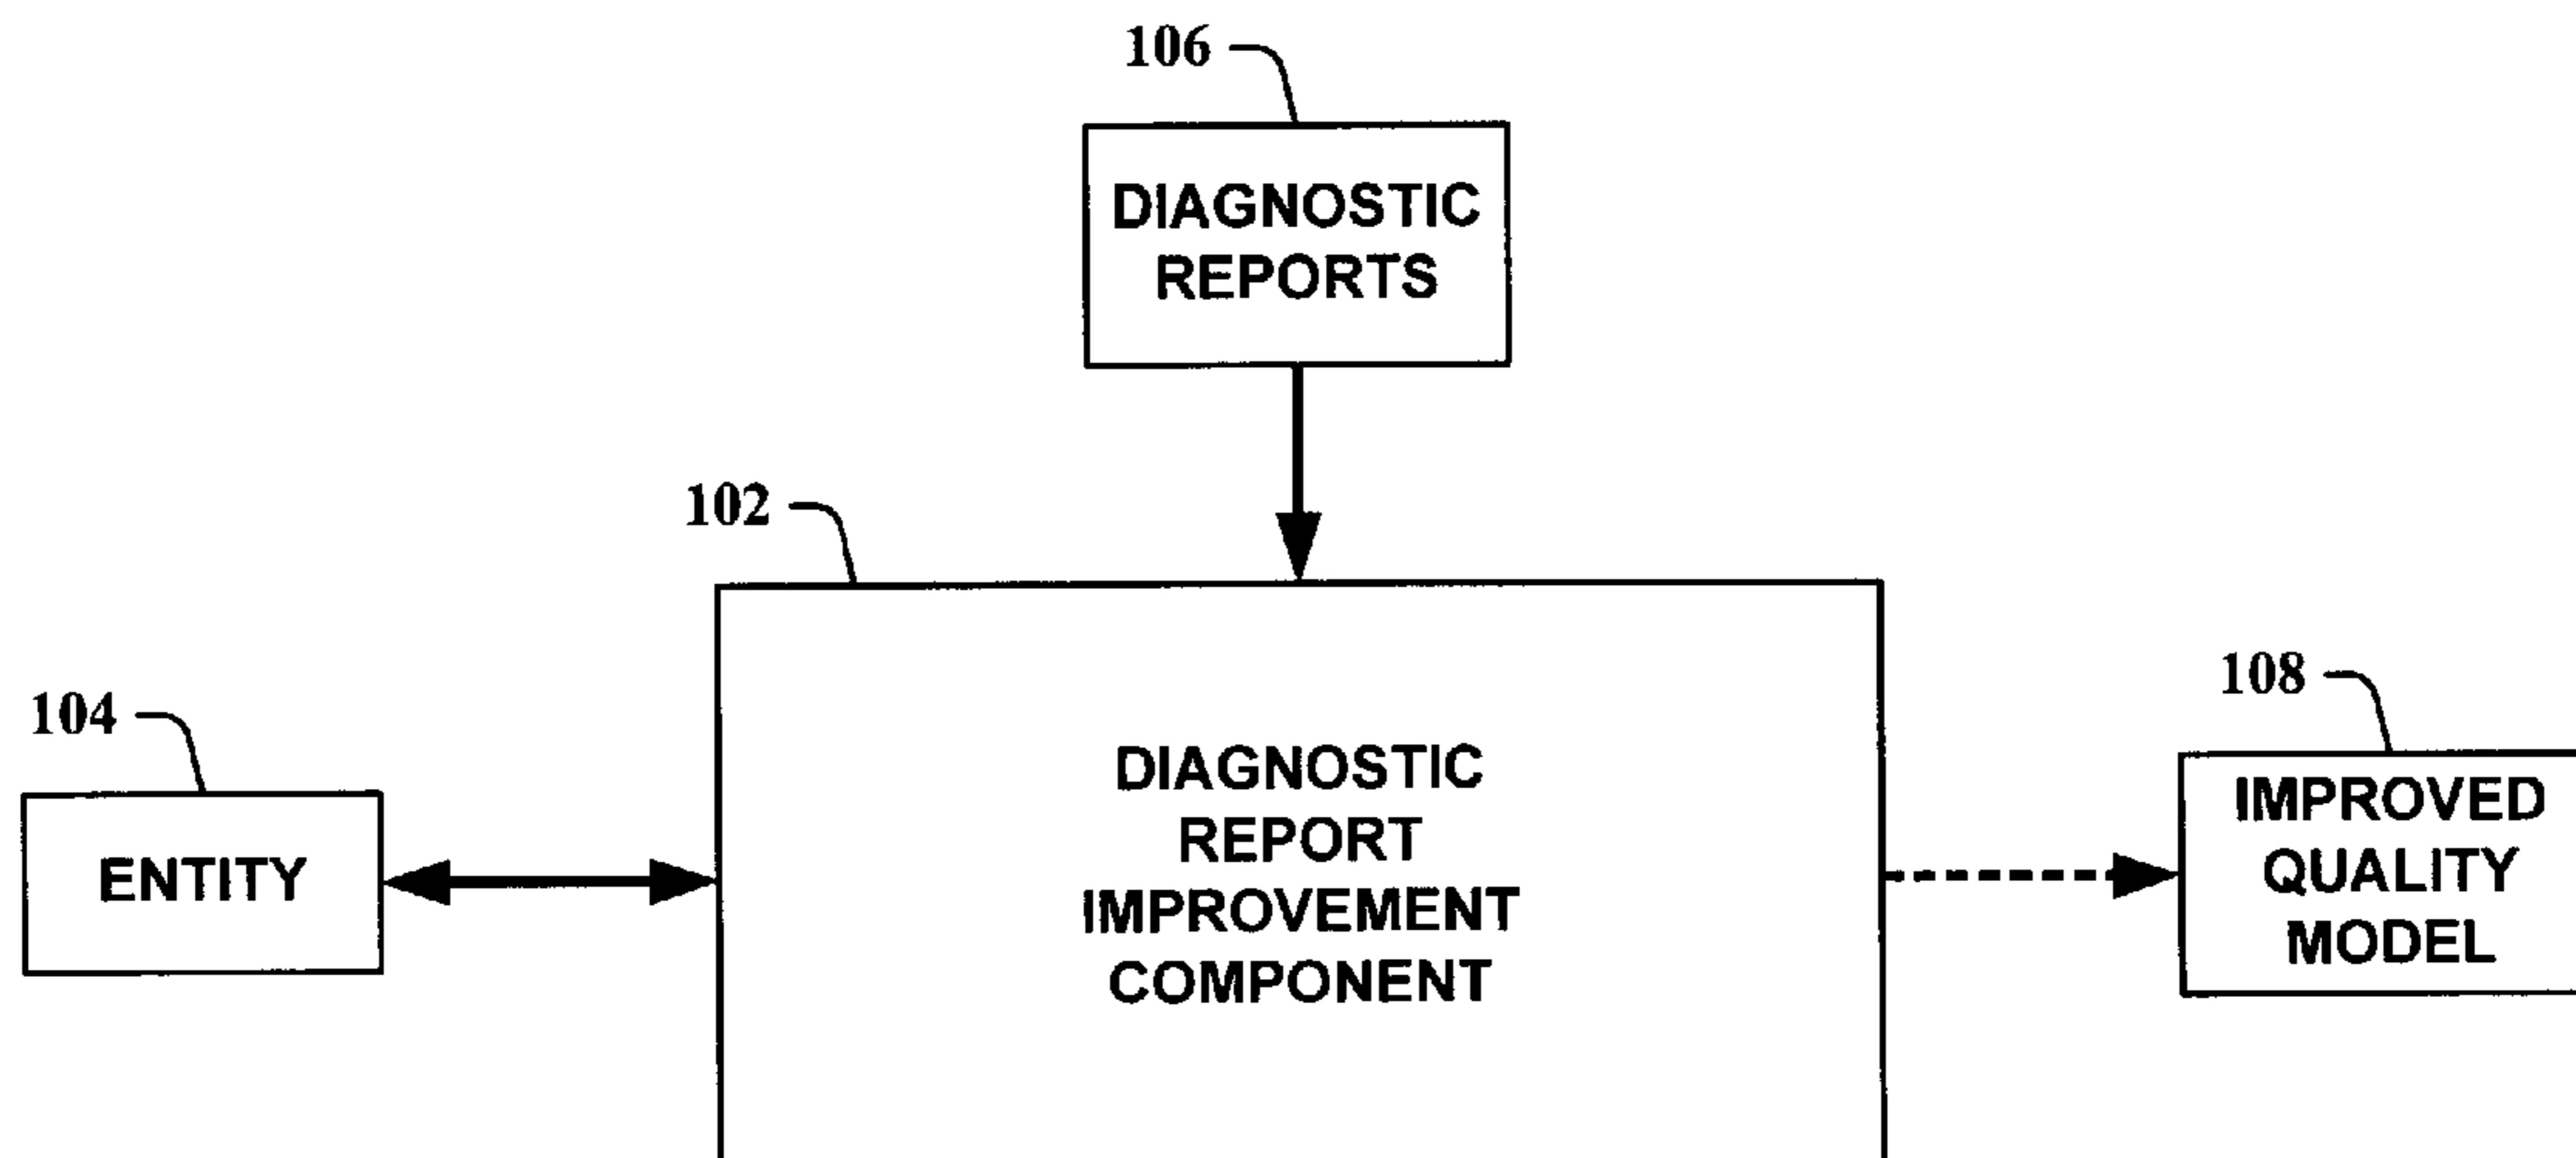 106
DIAGNOSTIC
REPORTS
102
104
ENTITY
DIAGNOSTIC
REPORT
IMPROVEMENT
COMPONENT
108
IMPROVED
QUALITY
MODEL